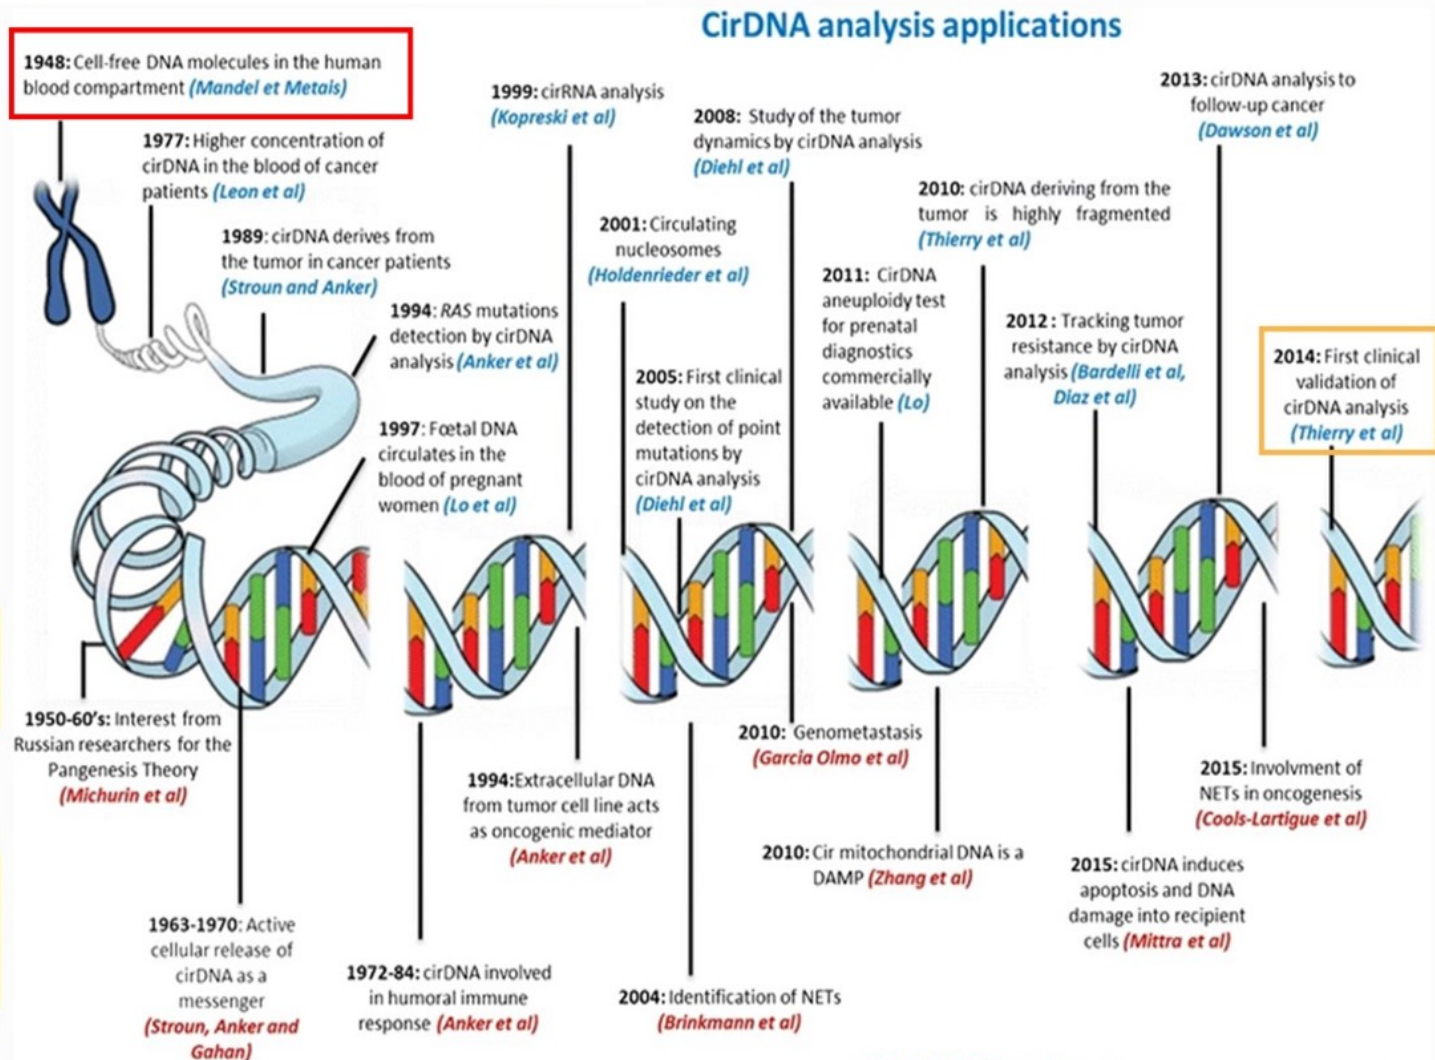 CirDNA analysis applications
1948: Cell-free DNA molecules in the human
blood compartment (Mandel et Metais)
1977: Higher concentration of
cirDNA in the blood of cancer
patients (Leon et al)
1989: cirDNA derives from
the tumor in cancer patients
(Stroun and Anker)
1994: RAS mutations
detection by cirDNA
analysis (Anker et al)
1997: Fœtal DNA
circulates in the
blood of pregnant
women (Lo et al)
1999: cirRNA analysis
(Kopreski et al)
2001: Circulating
nucleosomes
(Holdenrieder et al)
2005: First clinical
study on the
detection of point
mutations by
cirDNA analysis
(Diehl et al)
2008: Study of the tumor
dynamics by cirDNA analysis
(Diehl et al)
2011: CirDNA
aneuploidy test
for prenatal
diagnostics
commercially
available (Lo)
2010: cirDNA deriving from the
tumor is highly fragmented
(Thierry et al)
2012: Tracking tumor
resistance by cirDNA
analysis (Bardelli et al,
Diaz et al)
2013: cirDNA analysis to
follow-up cancer
(Dawson et al)
2014: First clinical
validation of
cirDNA analysis
(Thierry et al)
1950-60's: Interest from
Russian researchers for the
Pangenesis Theory
(Michurin et al)
1963-1970: Active
cellular release of
cirDNA as a
messenger
(Stroun, Anker and
Gahan)
1972-84: cirDNA involved
in humoral immune
response (Anker et al)
1994:Extracellular DNA
from tumor cell line acts
as oncogenic mediator
(Anker et al)
2004: Identification of NETs
(Brinkmann et al)
2010: Genometastasis
(Garcia Olmo et al)
2010: Cir mitochondrial DNA is a
DAMP (Zhang et al)
2015: cirDNA induces
apoptosis and DNA
damage into recipient
cells (Mittra et al)
2015: Involvment of
NETs in oncogenesis
(Cools-Lartigue et al)